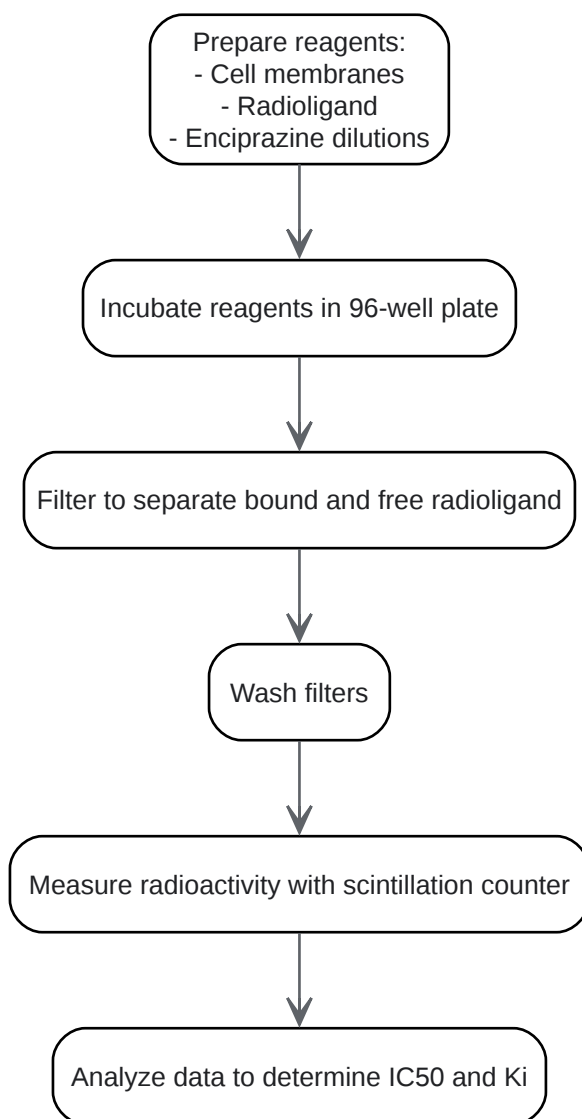 Prepare reagents:
- Cell membranes
- Radioligand
- Enciprazine dilutions
Incubate reagents in 96-well plate
Filter to separate bound and free radioligand
Wash filters
Measure radioactivity with scintillation counter
Analyze data to determine IC50 and Ki